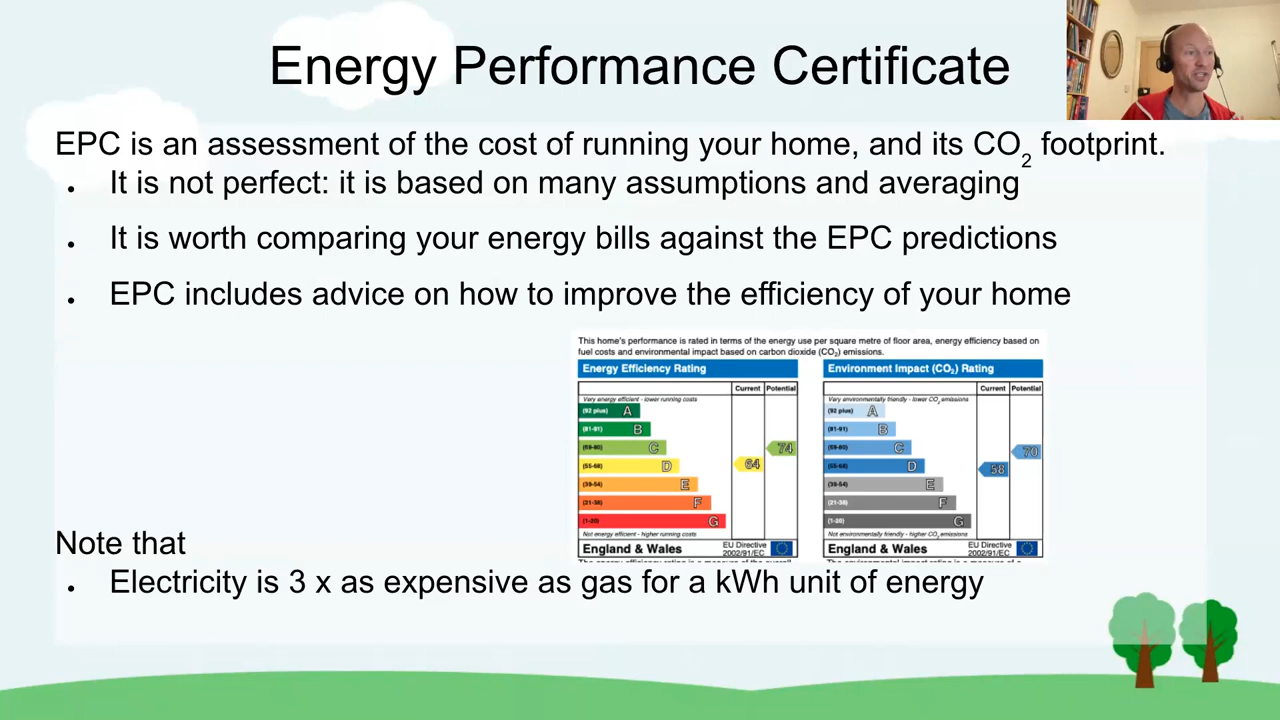 Energy Performance Certificate
EPC is an assessment of the cost of running your home, and its CO2 footprint.
• It is not perfect: it is based on many assumptions and averaging
• It is worth comparing your energy bills against the EPC predictions
• EPC includes advice on how to improve the efficiency of your home
This home's performance is rated in terms of the energy use per square metre of floor area, energy efficiency based on
fuel costs and environmental impact based on carbon dioxide (CO2) emissions.
Energy Efficiency Rating
Current Potential
Very energy efficient - lower running costs
(92 plus) A
(81-91) B
(69-80) C 74
(55-68) D 64
(39-54) E
(21-38) F
(1-20) G
Not energy efficient - higher running costs
England & Wales
EU Directive
2002/91/EC
Environment Impact (CO2) Rating
Current Potential
Very environmentally friendly - lower CO2 emissions
(92 plus) A
(81-91) B
(69-80) C 70
(55-68) D 58
(39-54) E
(21-38) F
(1-20) G
Not environmentally friendly - higher CO2 emissions
England & Wales
EU Directive
2002/91/EC
Note that
• Electricity is 3 x as expensive as gas for a kWh unit of energy